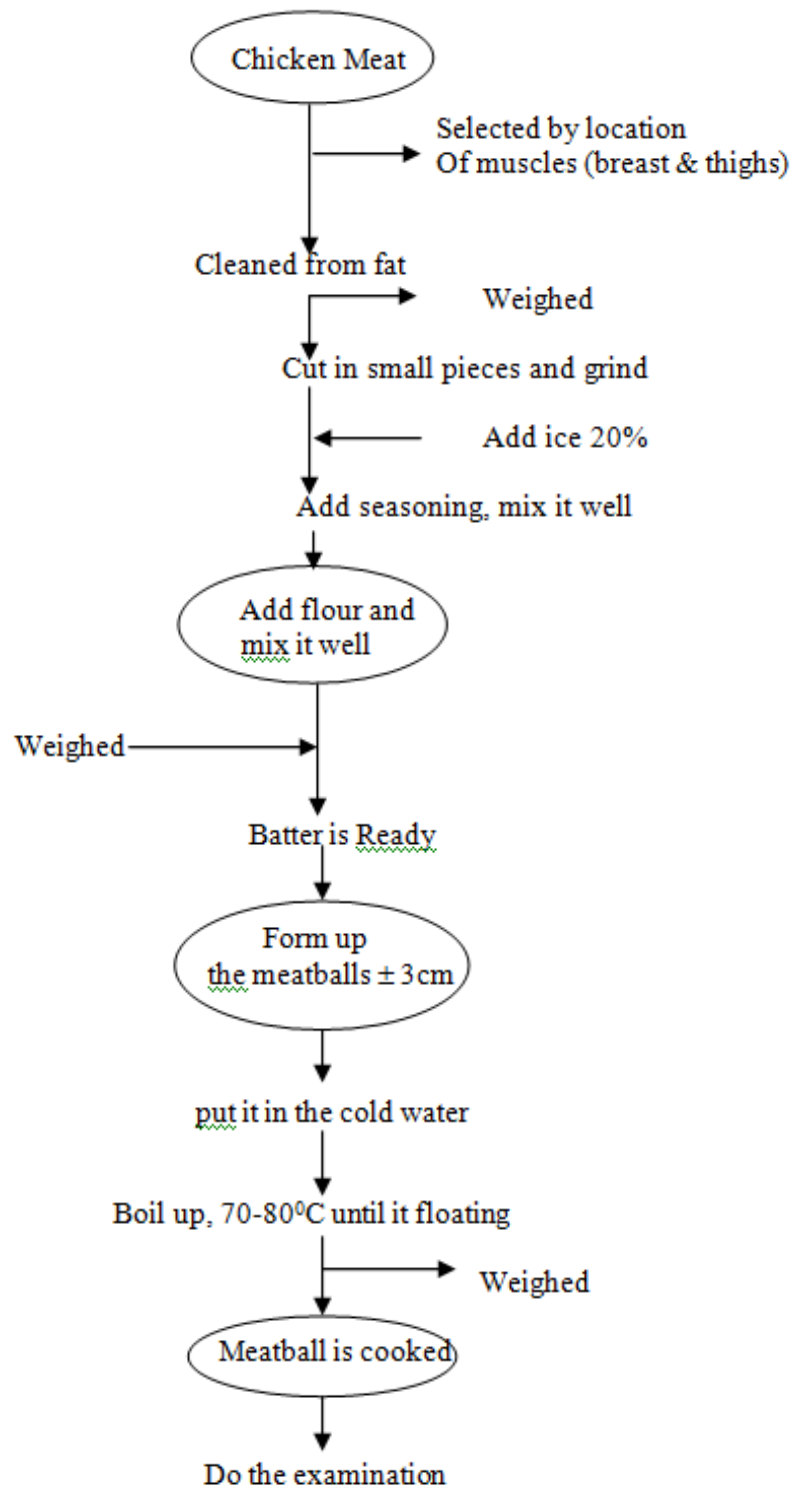 Chicken Meat
Selected by location
Of muscles (breast & thighs)
Cleaned from fat
Weighed
Cut in small pieces and grind
Add ice 20%
Add seasoning, mix it well
Add flour and
mix it well
Weighed
Batter is Ready
Form up
the meatballs ± 3cm
put it in the cold water
Boil up, 70-80⁰C until it floating
Weighed
Meatball is cooked
Do the examination